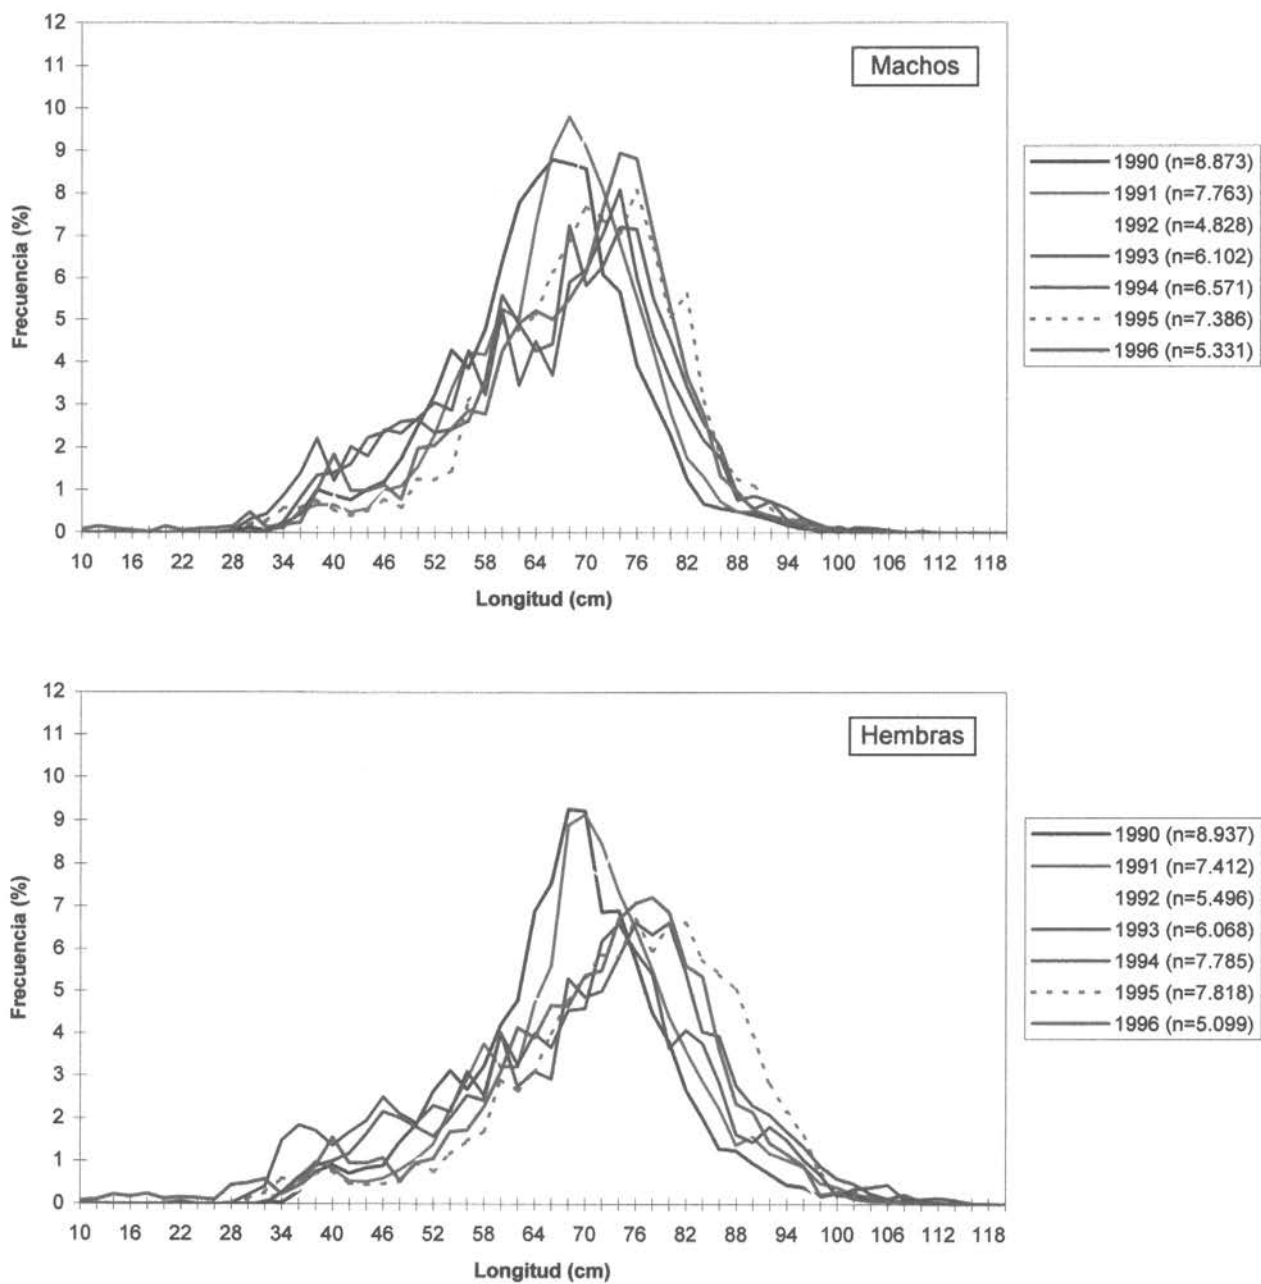 12
11
10
9
8
7
6
5
4
3
2
1
0
Frecuencia (%)
Machos
10 16 22 28 34 40 46 52 58 64 70 76 82 88 94 100 106 112 118
Longitud (cm)
1990 (n=8.873)
1991 (n=7.763)
1992 (n=4.828)
1993 (n=6.102)
1994 (n=6.571)
1995 (n=7.386)
1996 (n=5.331)
12
11
10
9
8
7
6
5
4
3
2
1
0
Frecuencia (%)
Hembras
10 16 22 28 34 40 46 52 58 64 70 76 82 88 94 100 106 112 118
Longitud (cm)
1990 (n=8.937)
1991 (n=7.412)
1992 (n=5.496)
1993 (n=6.068)
1994 (n=7.785)
1995 (n=7.818)
1996 (n=5.099)